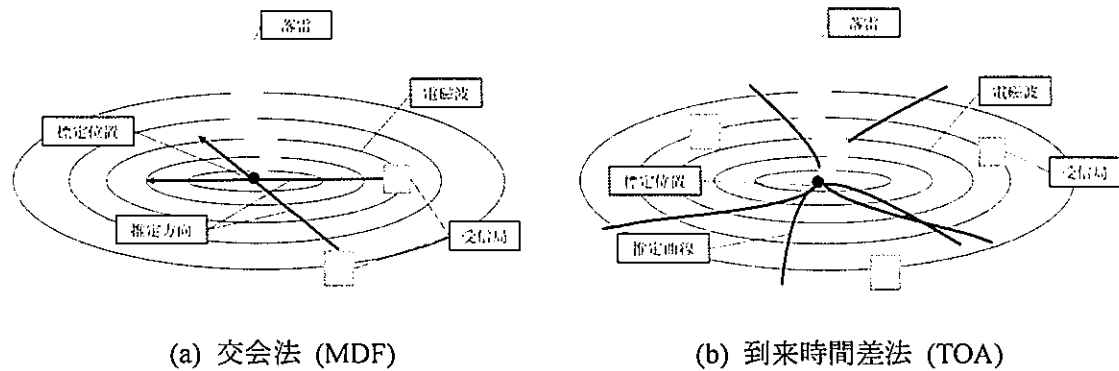 落雷
電磁波
標定位置
推定方向
受信局
(a) 交会法 (MDF)
落雷
電磁波
受信局
標定位置
推定曲線
(b) 到来時間差法 (TOA)